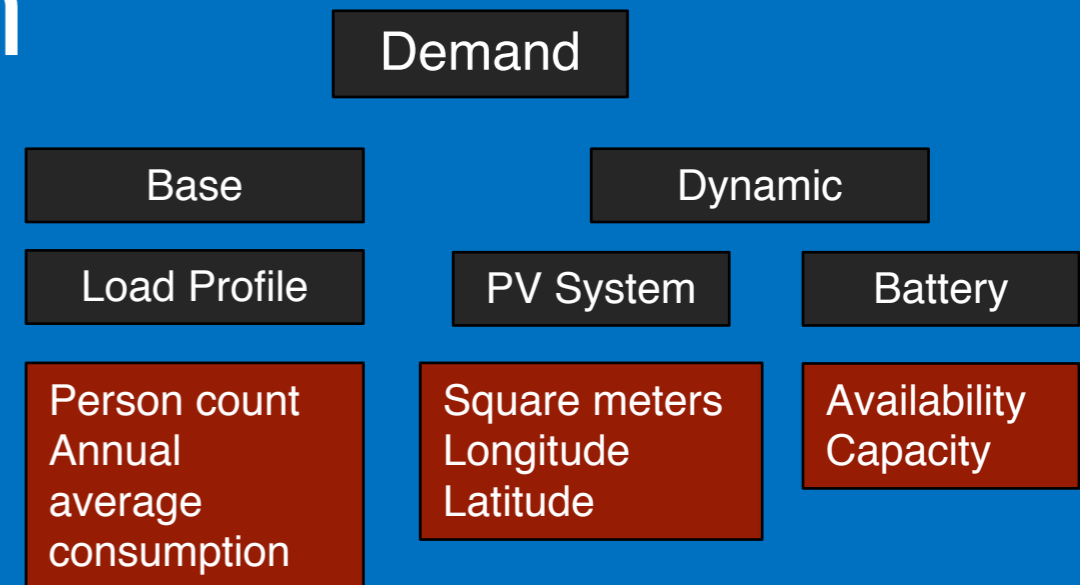 Demand
Base
Dynamic
Load Profile
PV System
Battery
Person count
Annual
average
consumption
Square meters
Longitude
Latitude
Availability
Capacity